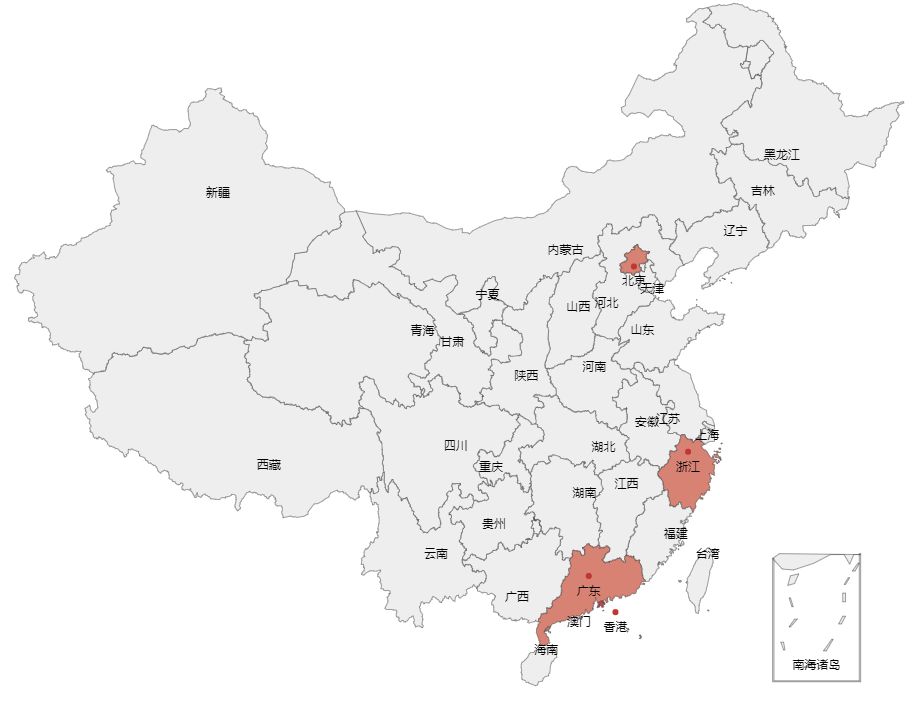 黑龙江
吉林
新疆
辽宁
内蒙古
北京
天津
宁夏
河北
山西
青海
山东
甘肃
河南
陕西
江苏
安徽
上海
四川
湖北
重庆
西藏
浙江
江西
湖南
贵州
福建
云南
台湾
广东
广西
澳门
香港
海南
南海诸岛